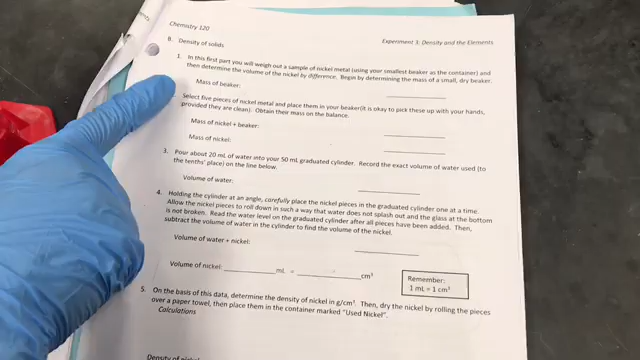 Chemistry 120
Experiment 3: Density and the Elements
B. Density of solids
1. In this first part you will weigh out a sample of nickel metal (using your smallest beaker as the container) and
then determine the volume of the nickel by difference. Begin by determining the mass of a small, dry beaker.
Mass of beaker:
Select five pieces of nickel metal and place them in your beaker(it is okay to pick these up with your hands,
provided they are clean). Obtain their mass on the balance.
Mass of nickel + beaker:
Mass of nickel:
3. Pour about 20 mL of water into your 50 mL graduated cylinder. Record the exact volume of water used (to
the tenths' place) on the line below.
Volume of water:
4. Holding the cylinder at an angle, carefully place the nickel pieces in the graduated cylinder one at a time.
Allow the nickel pieces to roll down in such a way that water does not splash out and the glass at the bottom
is not broken. Read the water level on the graduated cylinder after all pieces have been added. Then,
subtract the volume of water in the cylinder to find the volume of the nickel.
Volume of water + nickel:
Volume of nickel: mL = cm³
Remember:
1 mL = 1 cm³
5. On the basis of this data, determine the density of nickel in g/cm³. Then, dry the nickel by rolling the pieces
over a paper towel, then place them in the container marked "Used Nickel".
Calculations
Density of